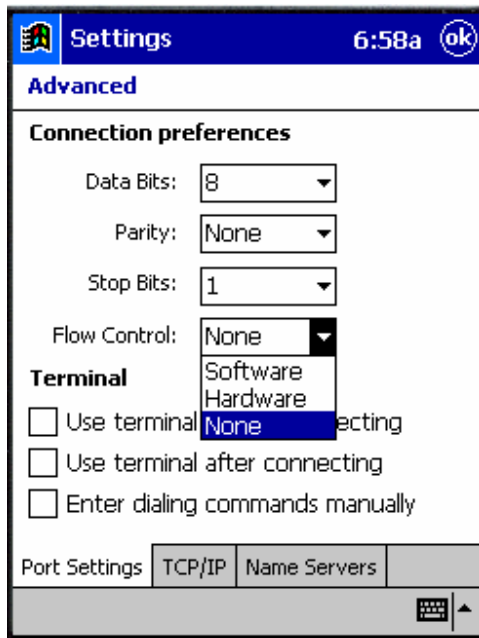 Settings 6:58a ok
Advanced
Connection preferences
Data Bits: 8
Parity: None
Stop Bits: 1
Flow Control: None
Software
Hardware
None
Terminal
Use terminal ecting
Use terminal after connecting
Enter dialing commands manually
Port Settings TCP/IP Name Servers